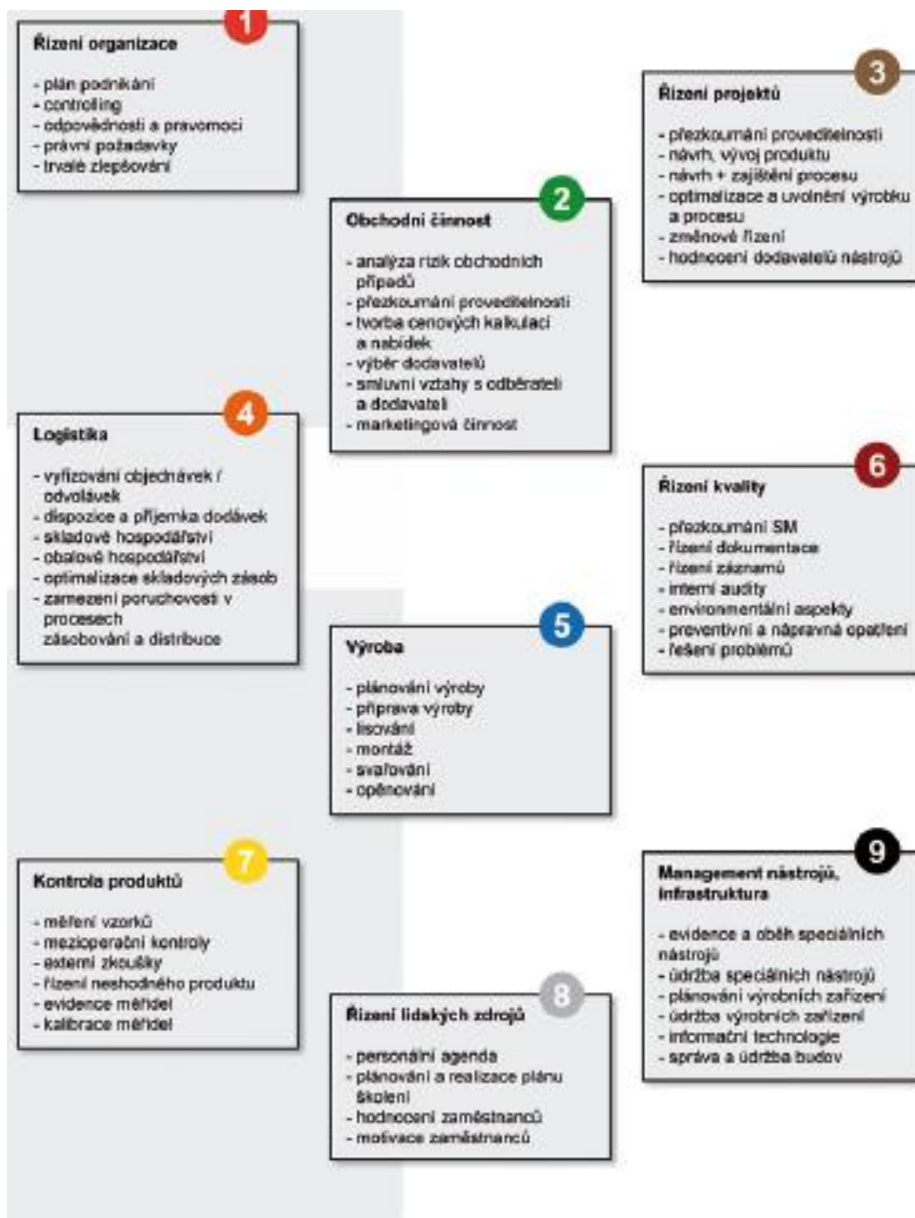 1
Řízení organizace
- plán podnikání
- controlling
- odpovědnosti a pravomoci
- právní požadavky
- trvalé zlepšování
2
Obchodní činnost
- analýza rizik obchodních
případů
- přezkoumání proveditelnosti
- tvorba cenových kalkulací
a nabídek
- výběr dodavatelů
- smluvní vztahy s odběrateli
a dodavateli
- marketingová činnost
3
Řízení projektů
- přezkoumání proveditelnosti
- návrh, vývoj produktu
- návrh + zajištění procesu
- optimalizace a uvolnění výrobku
a procesu
- změnové řízení
- hodnocení dodavatelů nástrojů
4
Logistika
- vyřizování objednávek /
odvolávek
- dispozice a příjemka dodávek
- skladové hospodářství
- obalové hospodářství
- optimalizace skladových zásob
- zamezení poruchovosti v
procesech
zásobování a distribuce
5
Výroba
- plánování výroby
- příprava výroby
- lisování
- montáž
- svařování
- opěnování
6
Řízení kvality
- přezkoumání SM
- řízení dokumentace
- řízení záznamů
- interní audity
- environmentální aspekty
- preventivní a nápravná opatření
- řešení problémů
7
Kontrola produktů
- měření vzorků
- mezioperační kontroly
- externí zkoušky
- řízení neshodného produktu
- evidence měřidel
- kalibrace měřidel
8
Řízení lidských zdrojů
- personální agenda
- plánování a realizace plánu
školení
- hodnocení zaměstnanců
- motivace zaměstnanců
9
Management nástrojů,
infrastruktura
- evidence a oběh speciálních
nástrojů
- údržba speciálních nástrojů
- plánování výrobních zařízení
- údržba výrobních zařízení
- informační technologie
- správa a údržba budov